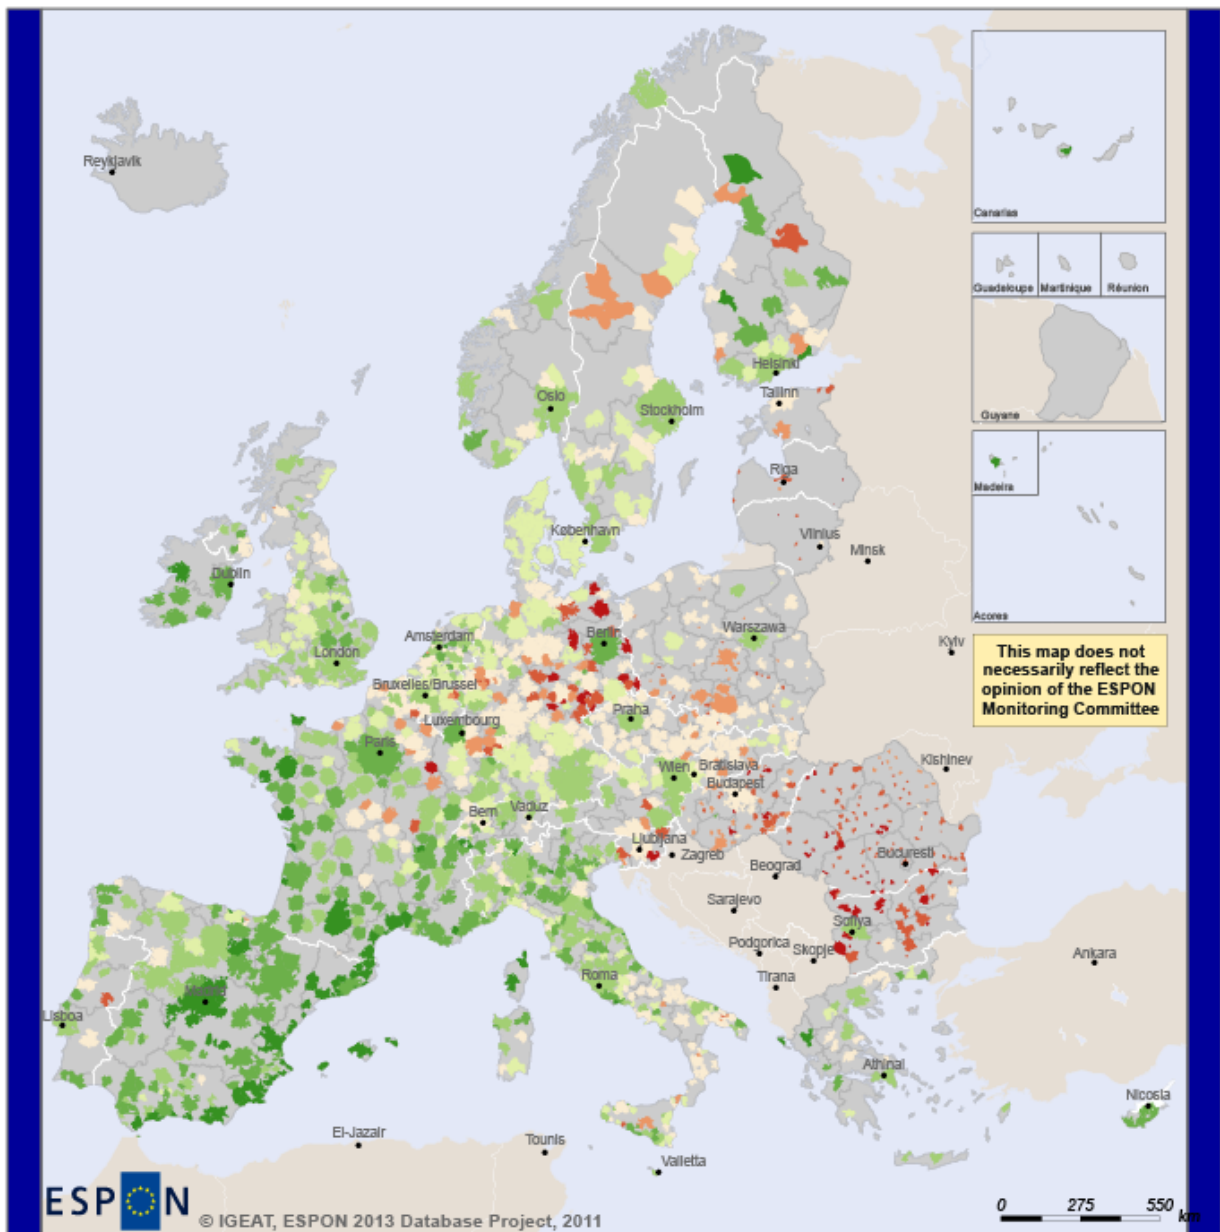 Reykjavik
Canarias
Guadeloupe
Martinique
Réunion
Guyane
Madeira
Acores
Helsinki
Tallinn
Oslo
Stockholm
Riga
København
Vilnius
Minsk
Dublin
Amsterdam
Berlin
Warszawa
London
Kyiv
Bruxelles/Brussel
This map does not
necessarily reflect the
opinion of the ESPON
Monitoring Committee
Praha
Luxembourg
Paris
Kishinev
Wien
Bratislava
Budapest
Bern
Vaduz
Ljubljana
Zagreb
Bucuresti
Beograd
Sarajevo
Sofiya
Podgorica
Skopje
Ankara
Tirana
Roma
Lisboa
Athinai
Nicosia
El-Jazair
Tounis
Valletta
ESPON
© IGEAT, ESPON 2013 Database Project, 2011
0 275 550
km